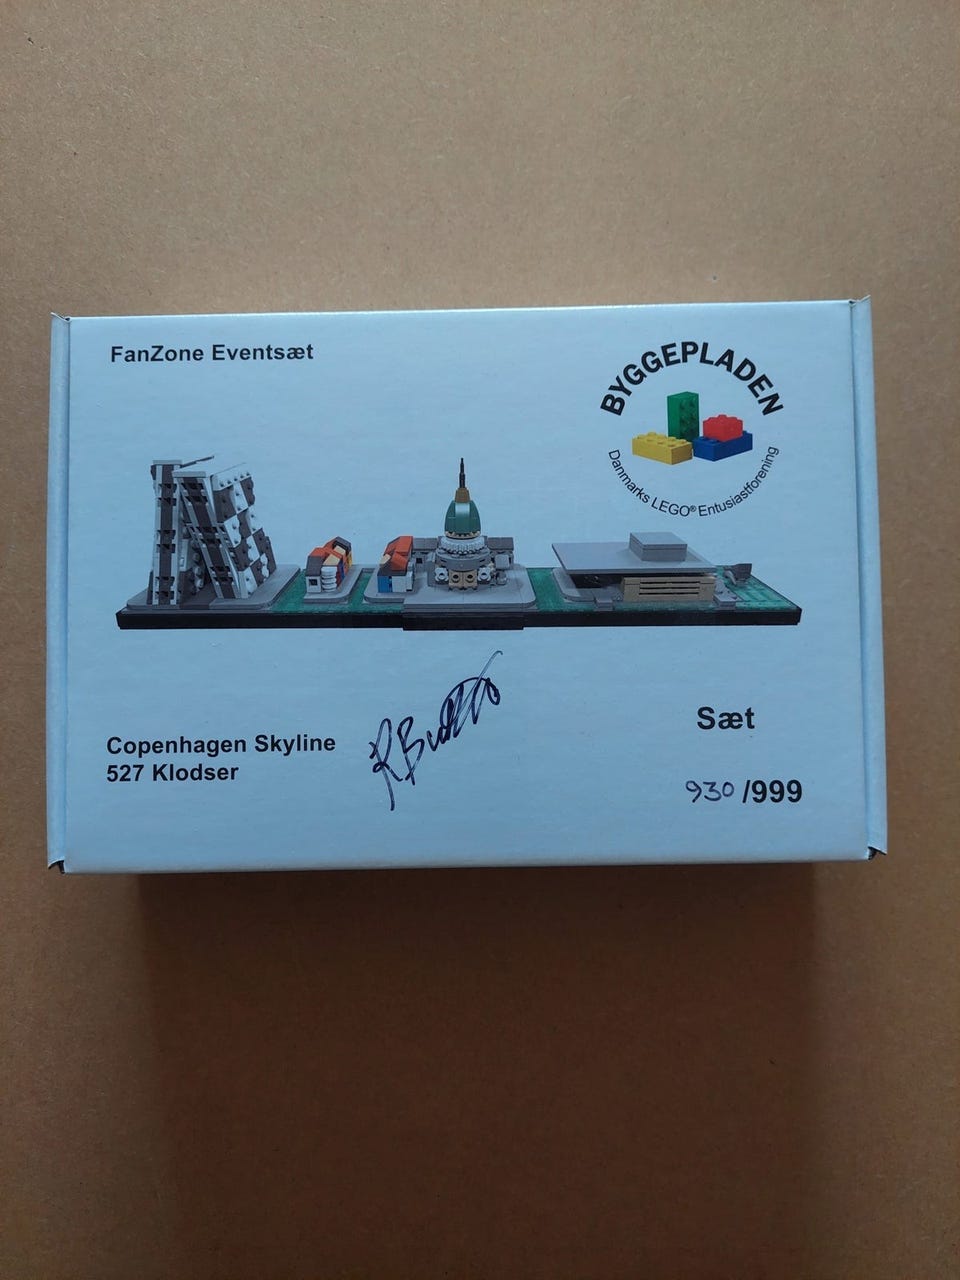 FanZone Eventsæt
BYGGEPLADEN
Danmarks LEGO® Entusiastforening
Copenhagen Skyline
527 Klodser
Sæt
930 /999